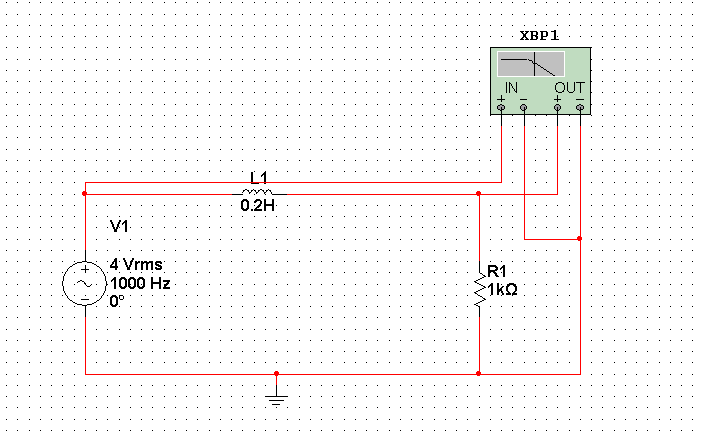 XBP1
IN OUT
+ − + −
L1
0.2H
V1
+
−
4 Vrms
1000 Hz
0°
R1
1kΩ